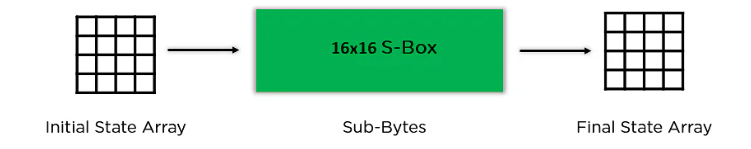 16x16 S-Box
Initial State Array
Sub-Bytes
Final State Array